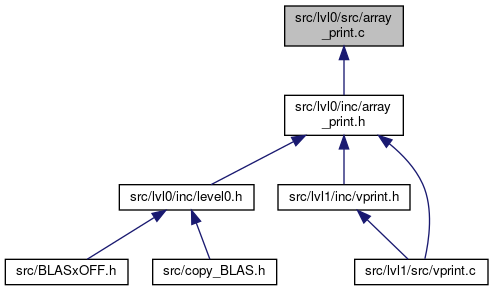 src/lvl0/src/array
_print.c
src/lvl0/inc/array
_print.h
src/lvl0/inc/level0.h
src/lvl1/inc/vprint.h
src/BLASxOFF.h
src/copy_BLAS.h
src/lvl1/src/vprint.c